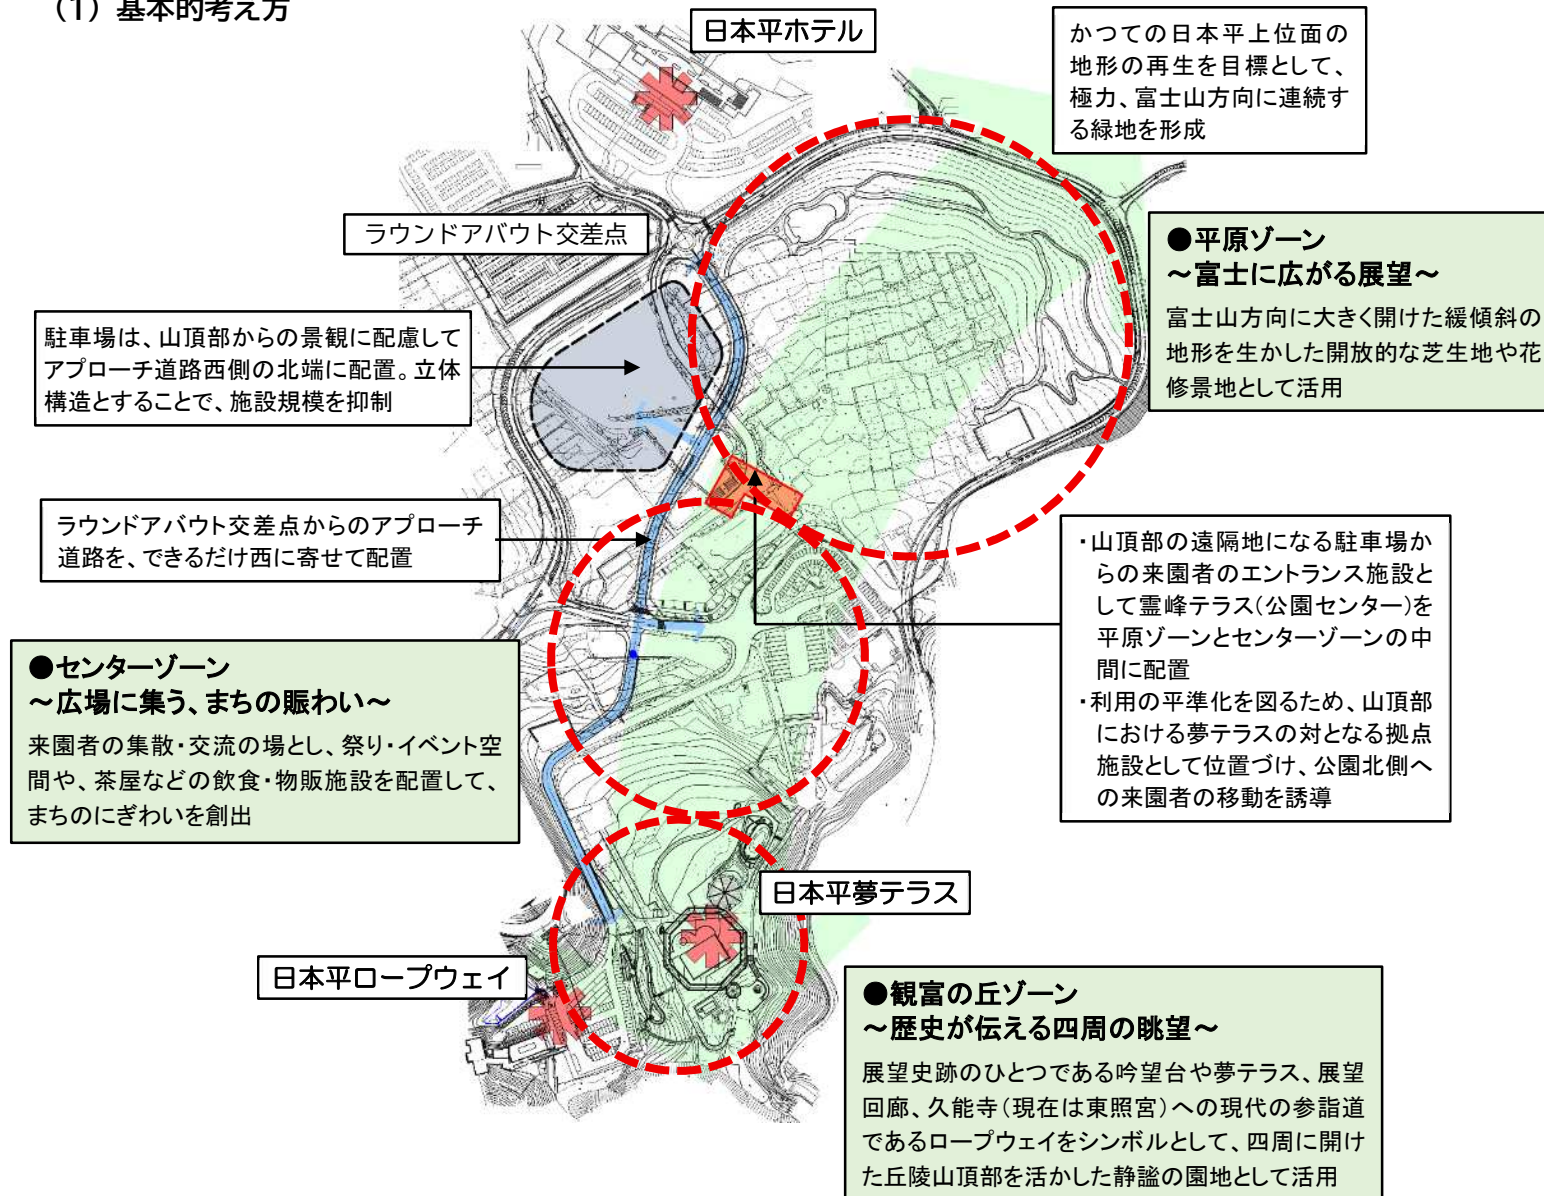 （1）基本的考え方
日本平ホテル
かつての日本平上位面の
地形の再生を目標として、
極力、富士山方向に連続す
る緑地を形成
ラウンドアバウト交差点
●平原ゾーン
～富士に広がる展望～
富士山方向に大きく開けた緩傾斜の
地形を生かした開放的な芝生地や花
修景地として活用
駐車場は、山頂部からの景観に配慮して
アプローチ道路西側の北端に配置。立体
構造とすることで、施設規模を抑制
ラウンドアバウト交差点からのアプローチ
道路を、できるだけ西に寄せて配置
・山頂部の遠隔地になる駐車場か
らの来園者のエントランス施設と
して霊峰テラス(公園センター)を
平原ゾーンとセンターゾーンの中
間に配置
・利用の平準化を図るため、山頂部
における夢テラスの対となる拠点
施設として位置づけ、公園北側へ
の来園者の移動を誘導
●センターゾーン
～広場に集う、まちの賑わい～
来園者の集散・交流の場とし、祭り・イベント空
間や、茶屋などの飲食・物販施設を配置して、
まちのにぎわいを創出
日本平夢テラス
日本平ロープウェイ
●観富の丘ゾーン
～歴史が伝える四周の眺望～
展望史跡のひとつである吟望台や夢テラス、展望
回廊、久能寺(現在は東照宮)への現代の参詣道
であるロープウェイをシンボルとして、四周に開け
た丘陵山頂部を活かした静謐の園地として活用